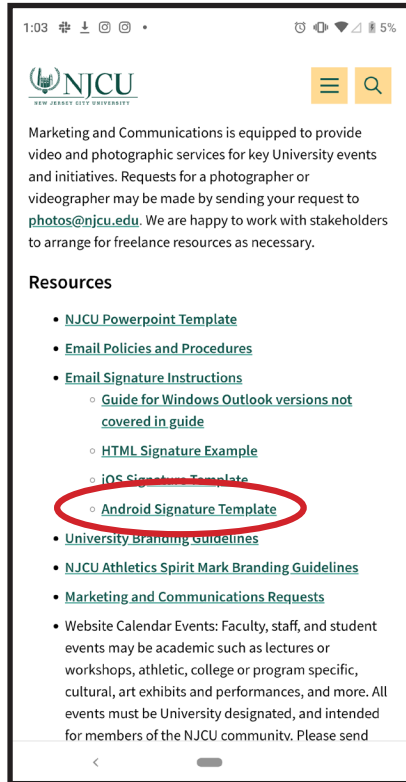 1:03 5%
NJCU
NEW JERSEY CITY UNIVERSITY
Marketing and Communications is equipped to provide
video and photographic services for key University events
and initiatives. Requests for a photographer or
videographer may be made by sending your request to
photos@njcu.edu. We are happy to work with stakeholders
to arrange for freelance resources as necessary.
Resources
• NJCU Powerpoint Template
• Email Policies and Procedures
• Email Signature Instructions
◦ Guide for Windows Outlook versions not
covered in guide
◦ HTML Signature Example
◦ iOS Signature Template
◦ Android Signature Template
• University Branding Guidelines
• NJCU Athletics Spirit Mark Branding Guidelines
• Marketing and Communications Requests
• Website Calendar Events: Faculty, staff, and student
events may be academic such as lectures or
workshops, athletic, college or program specific,
cultural, art exhibits and performances, and more. All
events must be University designated, and intended
for members of the NJCU community. Please send